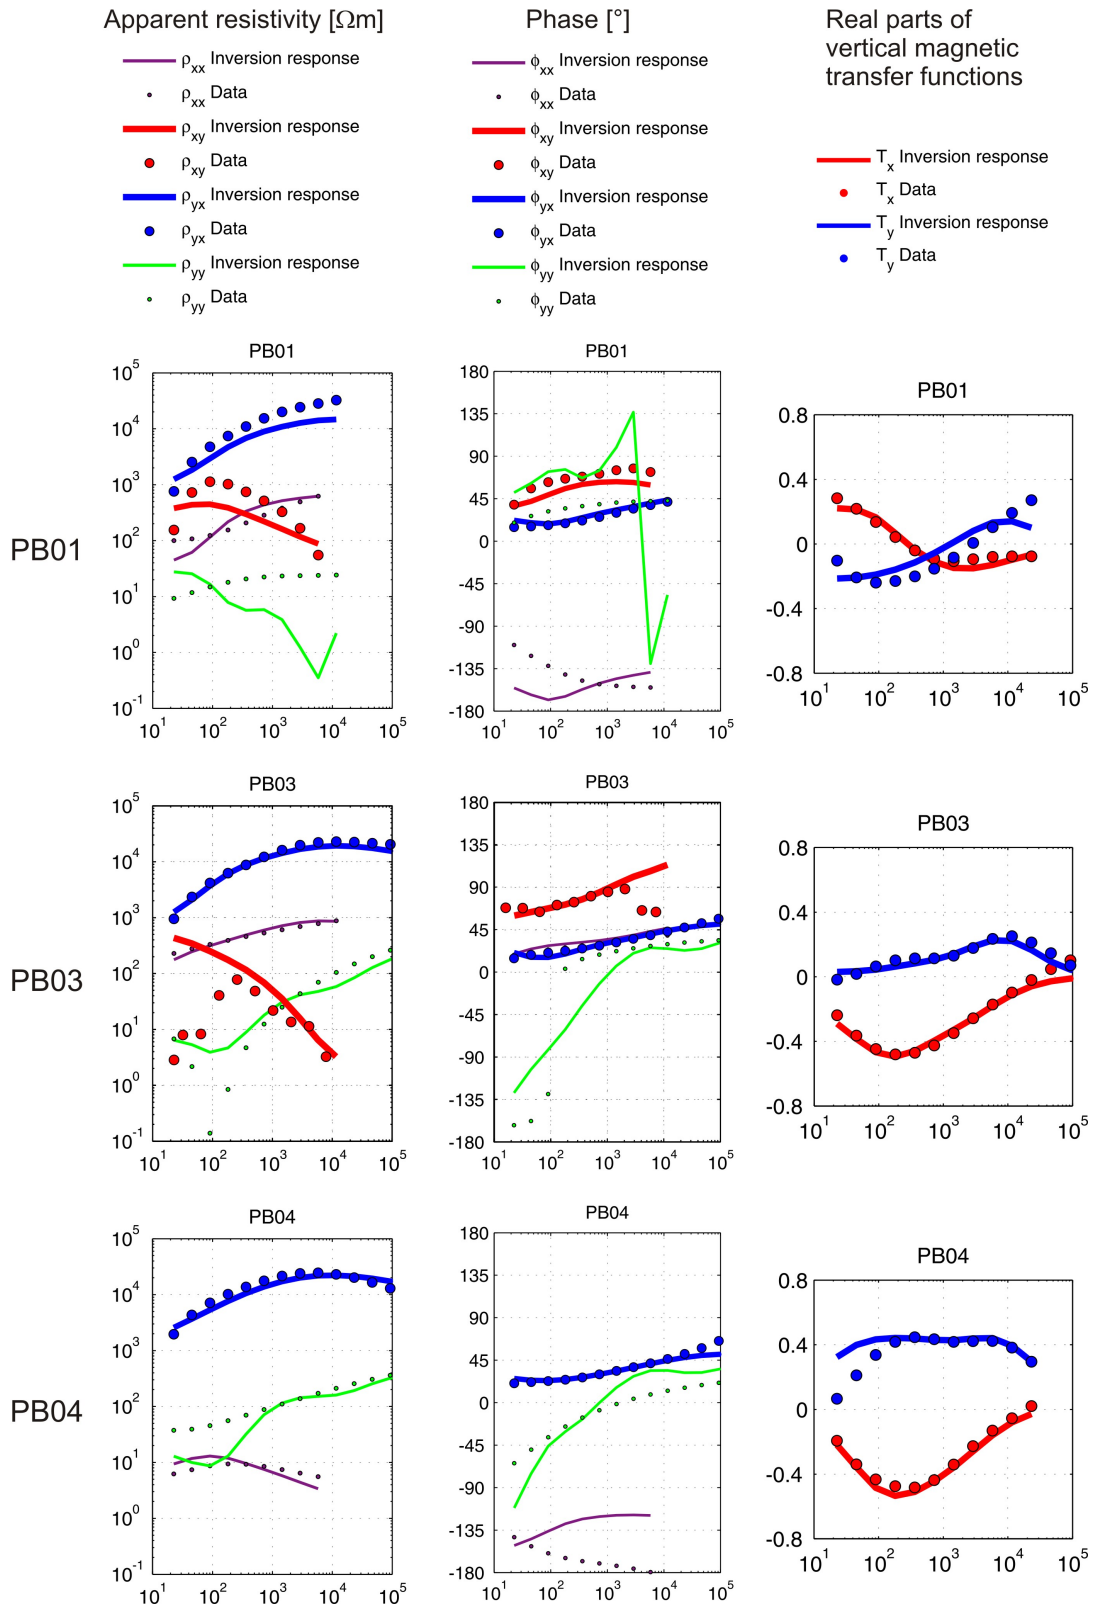 Apparent resistivity [Ωm]
ρxx Inversion response
ρxx Data
ρxy Inversion response
ρxy Data
ρyx Inversion response
ρyx Data
ρyy Inversion response
ρyy Data
Phase [°]
ϕxx Inversion response
ϕxx Data
ϕxy Inversion response
ϕxy Data
ϕyx Inversion response
ϕyx Data
ϕyy Inversion response
ϕyy Data
Real parts of
vertical magnetic
transfer functions
Tx Inversion response
Tx Data
Ty Inversion response
Ty Data
PB01
PB01
10^5
10^4
10^3
10^2
10^1
10^0
10^-1
10^1 10^2 10^3 10^4 10^5
PB01
180
135
90
45
0
-45
-90
-135
-180
10^1 10^2 10^3 10^4 10^5
PB01
0.8
0.4
0
-0.4
-0.8
10^1 10^2 10^3 10^4 10^5
PB03
PB03
10^5
10^4
10^3
10^2
10^1
10^0
10^-1
10^1 10^2 10^3 10^4 10^5
PB03
180
135
90
45
0
-45
-90
-135
-180
10^1 10^2 10^3 10^4 10^5
PB03
0.8
0.4
0
-0.4
-0.8
10^1 10^2 10^3 10^4 10^5
PB04
PB04
10^5
10^4
10^3
10^2
10^1
10^0
10^-1
10^1 10^2 10^3 10^4 10^5
PB04
180
135
90
45
0
-45
-90
-135
-180
10^1 10^2 10^3 10^4 10^5
PB04
0.8
0.4
0
-0.4
-0.8
10^1 10^2 10^3 10^4 10^5